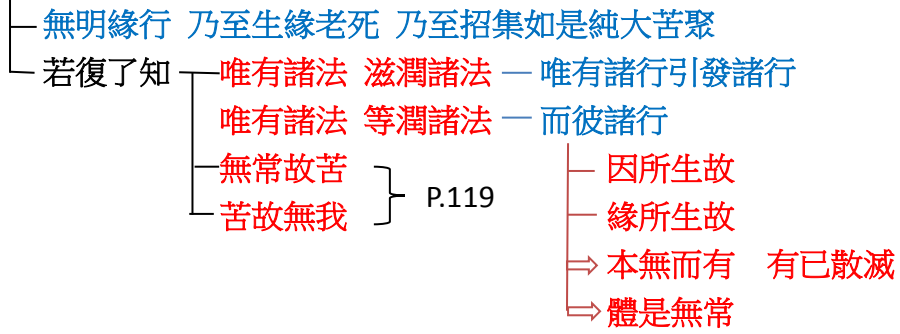 無明緣行 乃至生緣老死 乃至招集如是純大苦聚
若復了知 唯有諸法 滋潤諸法 唯有諸行引發諸行
唯有諸法 等潤諸法 而彼諸行
無常故苦 因所生故
P.119
苦故無我 緣所生故
本無而有 有已散滅
體是無常